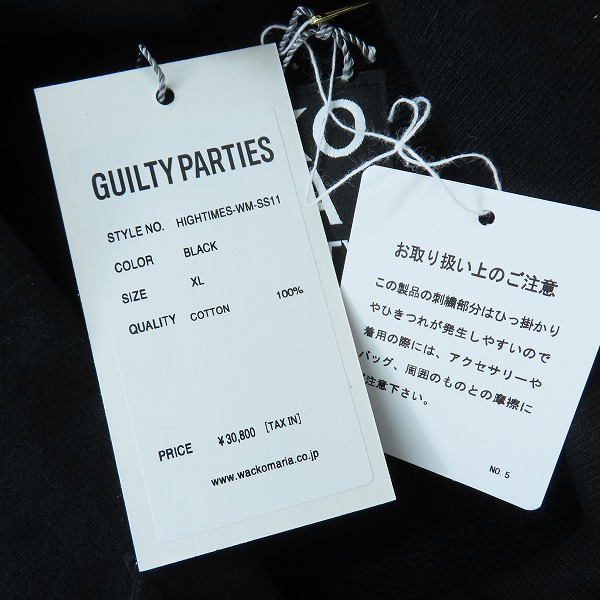 GUILTY PARTIES
STYLE NO. HIGHTIMES-WM-SS11
COLOR BLACK
SIZE XL
QUALITY COTTON 100%
PRICE ¥30,800 [TAX IN]
www.wackomaria.co.jp
お取り扱い上のご注意
この製品の刺繍部分はひっ掛かり
やひきつれが発生しやすいので
着用の際には、アクセサリーや
バッグ、周囲のものとの摩擦に
注意下さい。
NO. 5